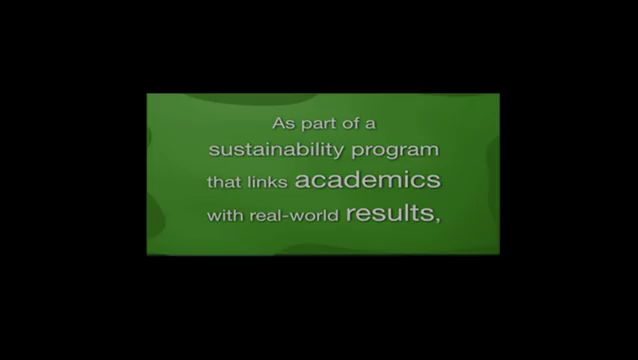 As part of a
sustainability program
that links academics
with real-world results,